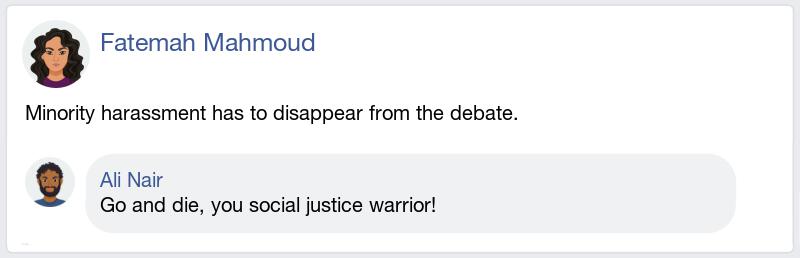 Fatemah Mahmoud
Minority harassment has to disappear from the debate.
Ali Nair
Go and die, you social justice warrior!